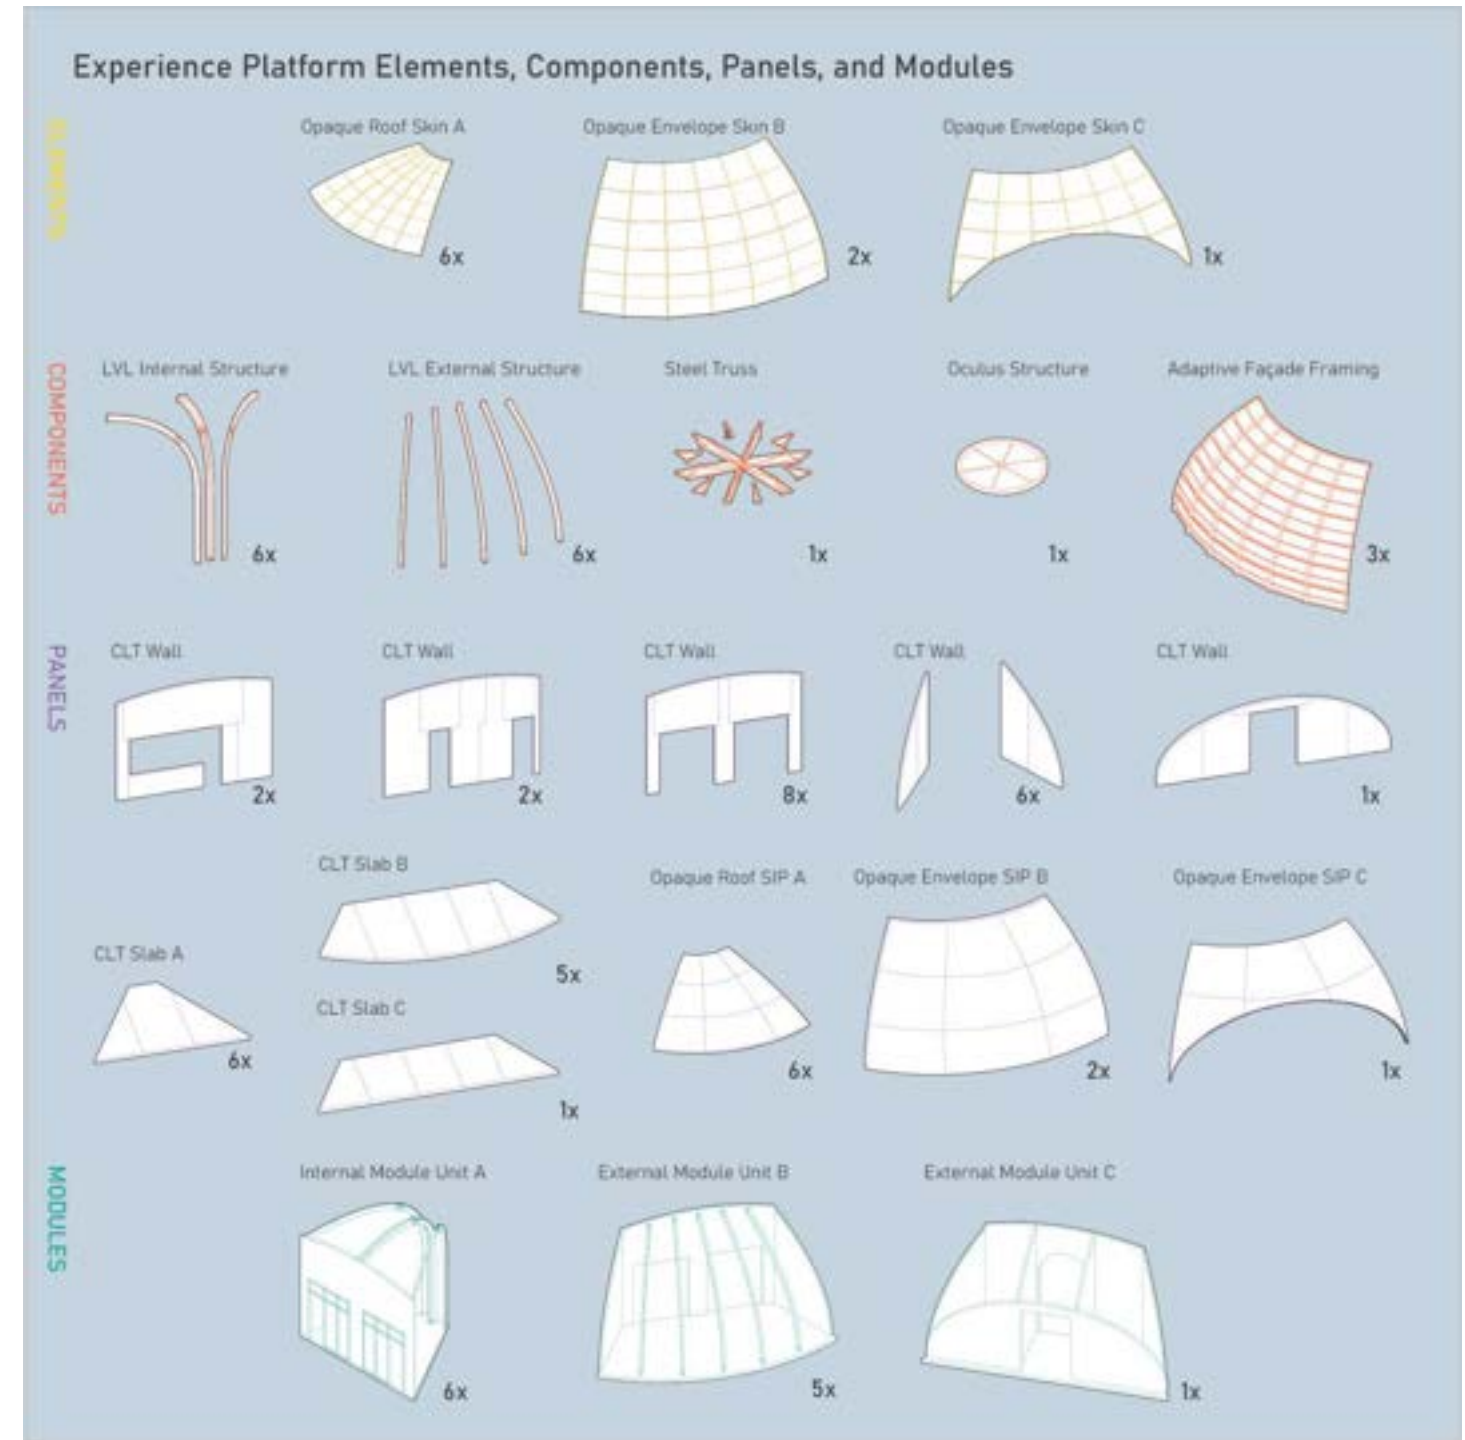 Experience Platform Elements, Components, Panels, and Modules
ELEMENTS
Opaque Roof Skin A
6x
Opaque Envelope Skin B
2x
Opaque Envelope Skin C
1x
COMPONENTS
LVL Internal Structure
6x
LVL External Structure
6x
Steel Truss
1x
Oculus Structure
1x
Adaptive Façade Framing
3x
PANELS
CLT Wall
2x
CLT Wall
2x
CLT Wall
8x
CLT Wall
6x
CLT Wall
1x
CLT Slab A
6x
CLT Slab B
5x
CLT Slab C
1x
Opaque Roof SIP A
6x
Opaque Envelope SIP B
2x
Opaque Envelope SIP C
1x
MODULES
Internal Module Unit A
6x
External Module Unit B
5x
External Module Unit C
1x